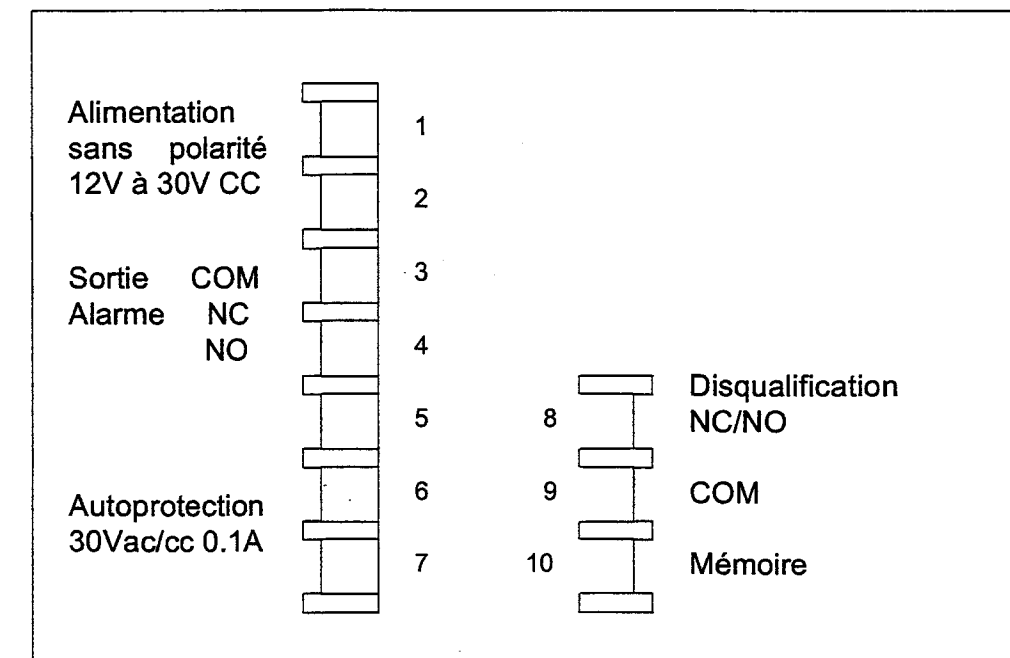 Alimentation
sans polarité
12V à 30V CC
1
2
Sortie COM
Alarme NC
NO
3
4
5
Autoprotection
30Vac/cc 0.1A
6
7
8
Disqualification
NC/NO
9
COM
10
Mémoire